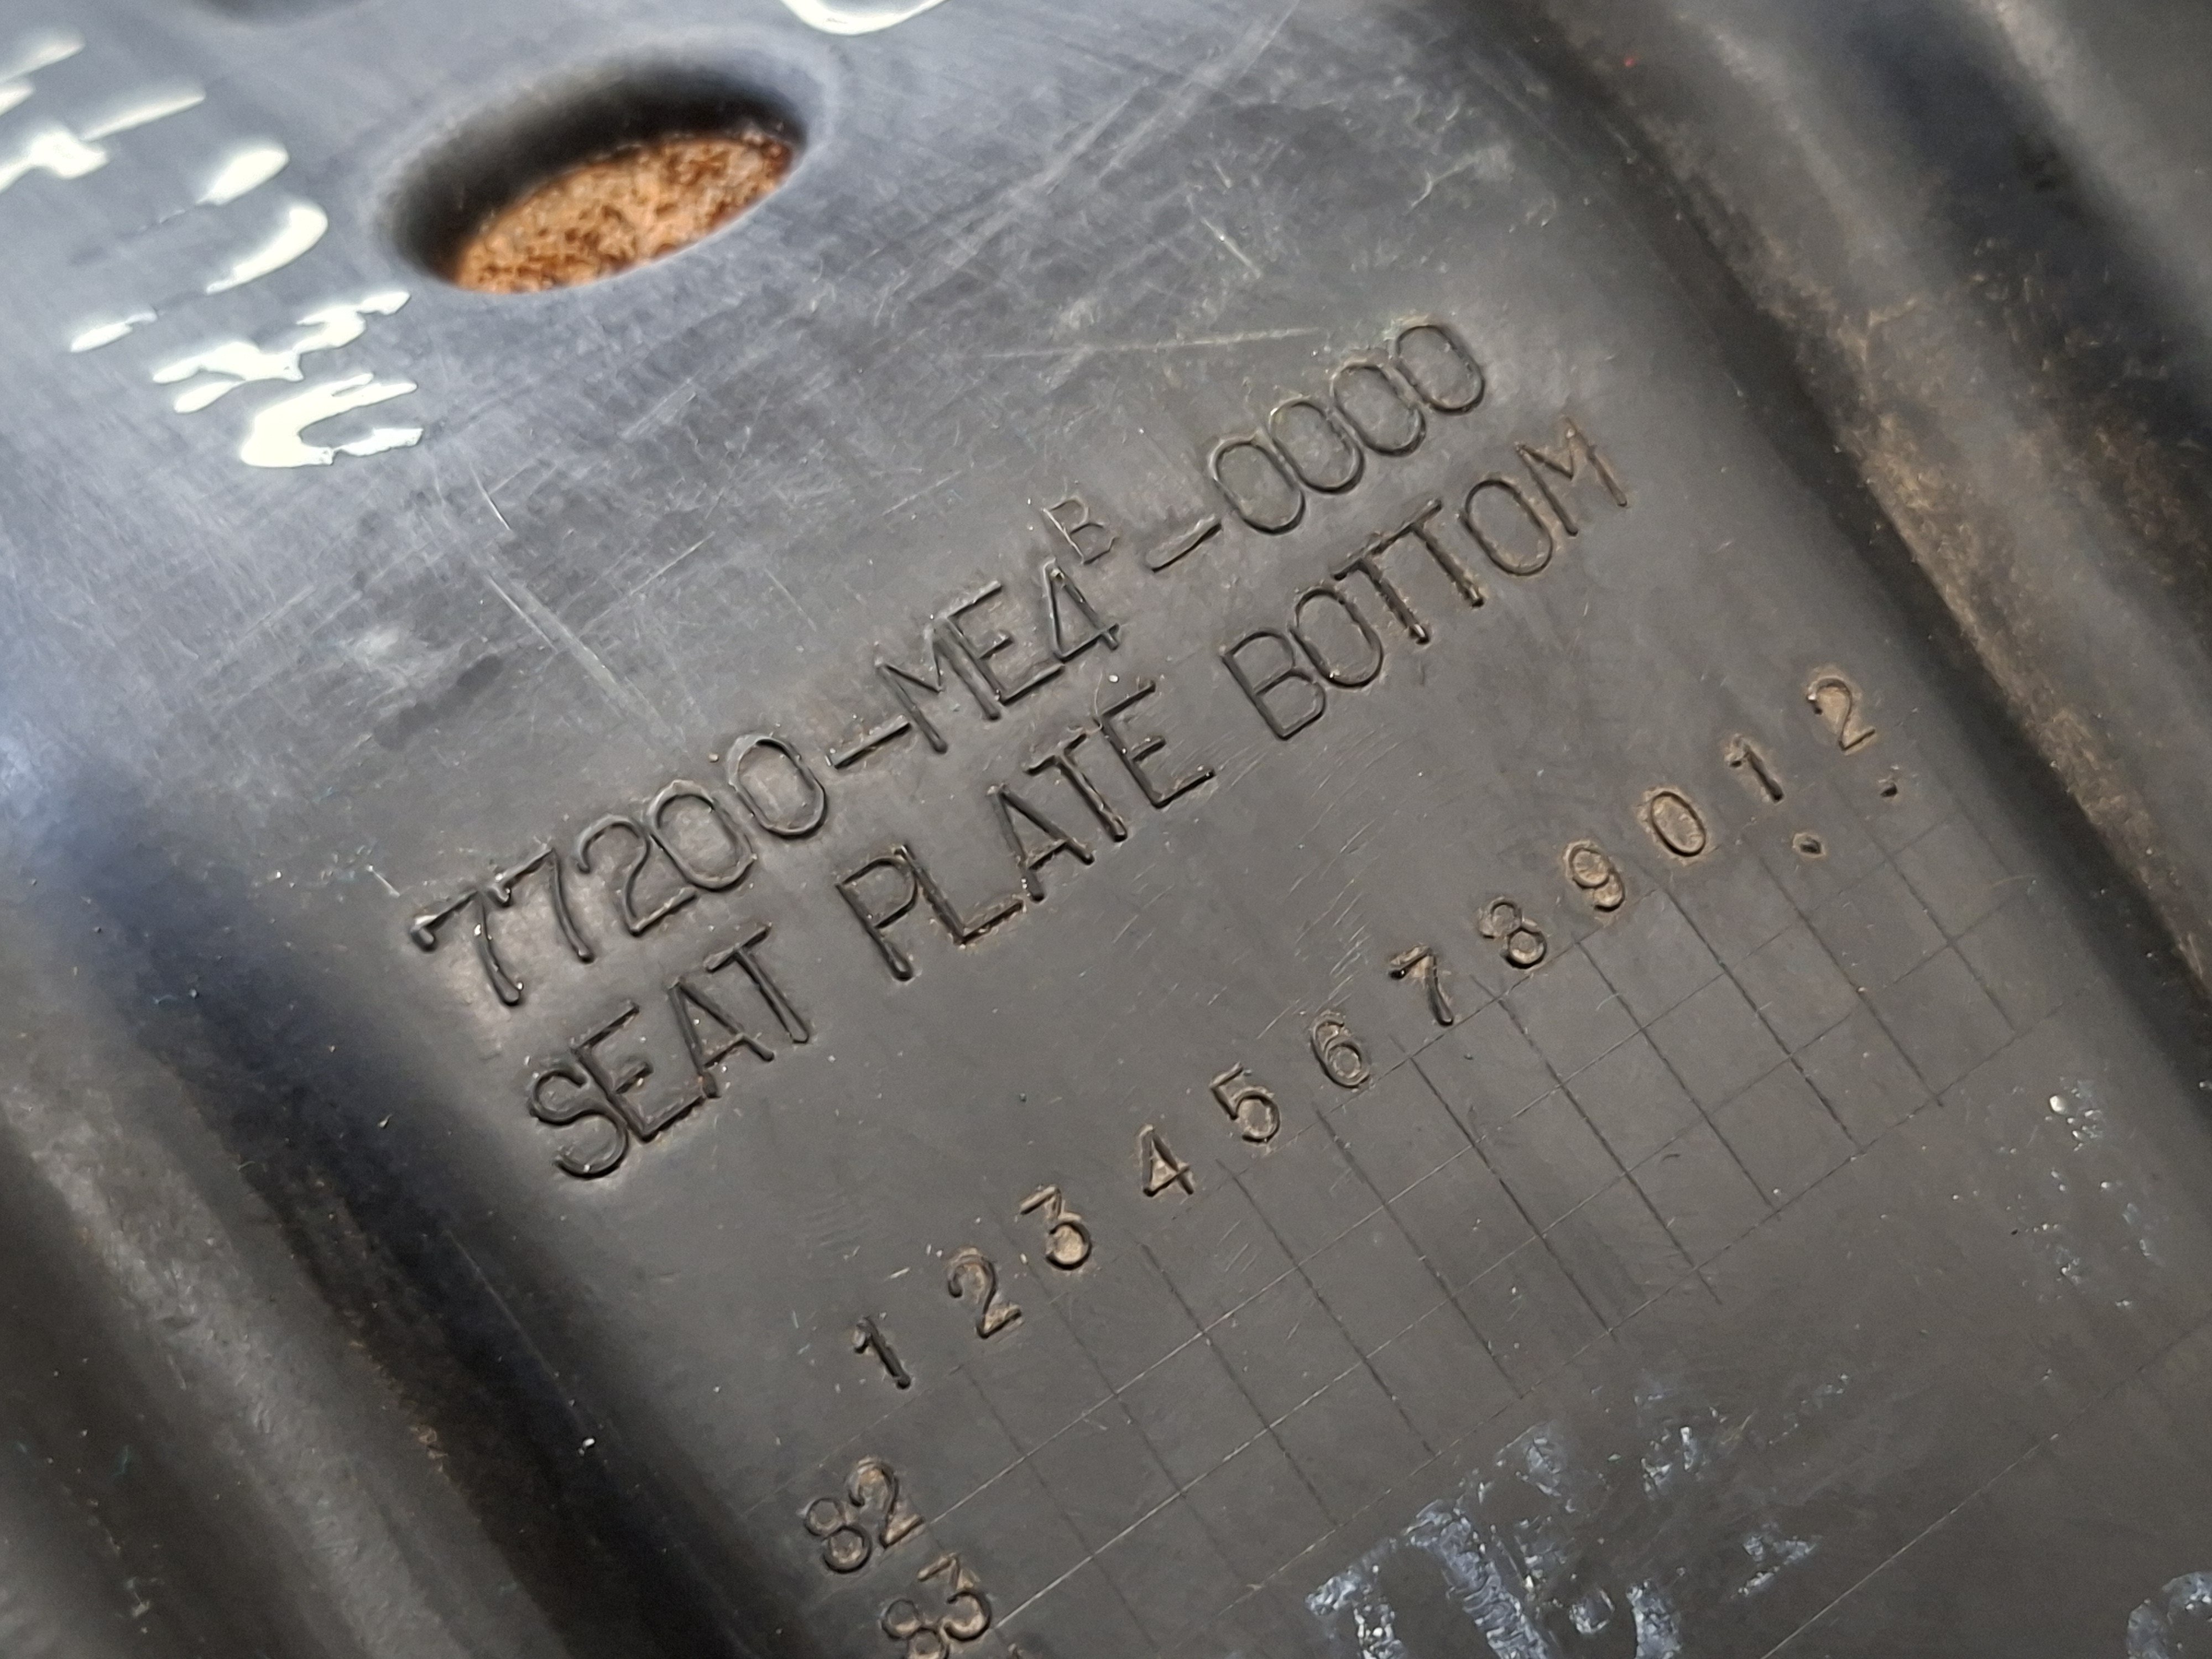 77200-ME4B-0000
SEAT PLATE BOTTOM
1 2 3 4 5 6 7 8 9 0 1 2
82
83